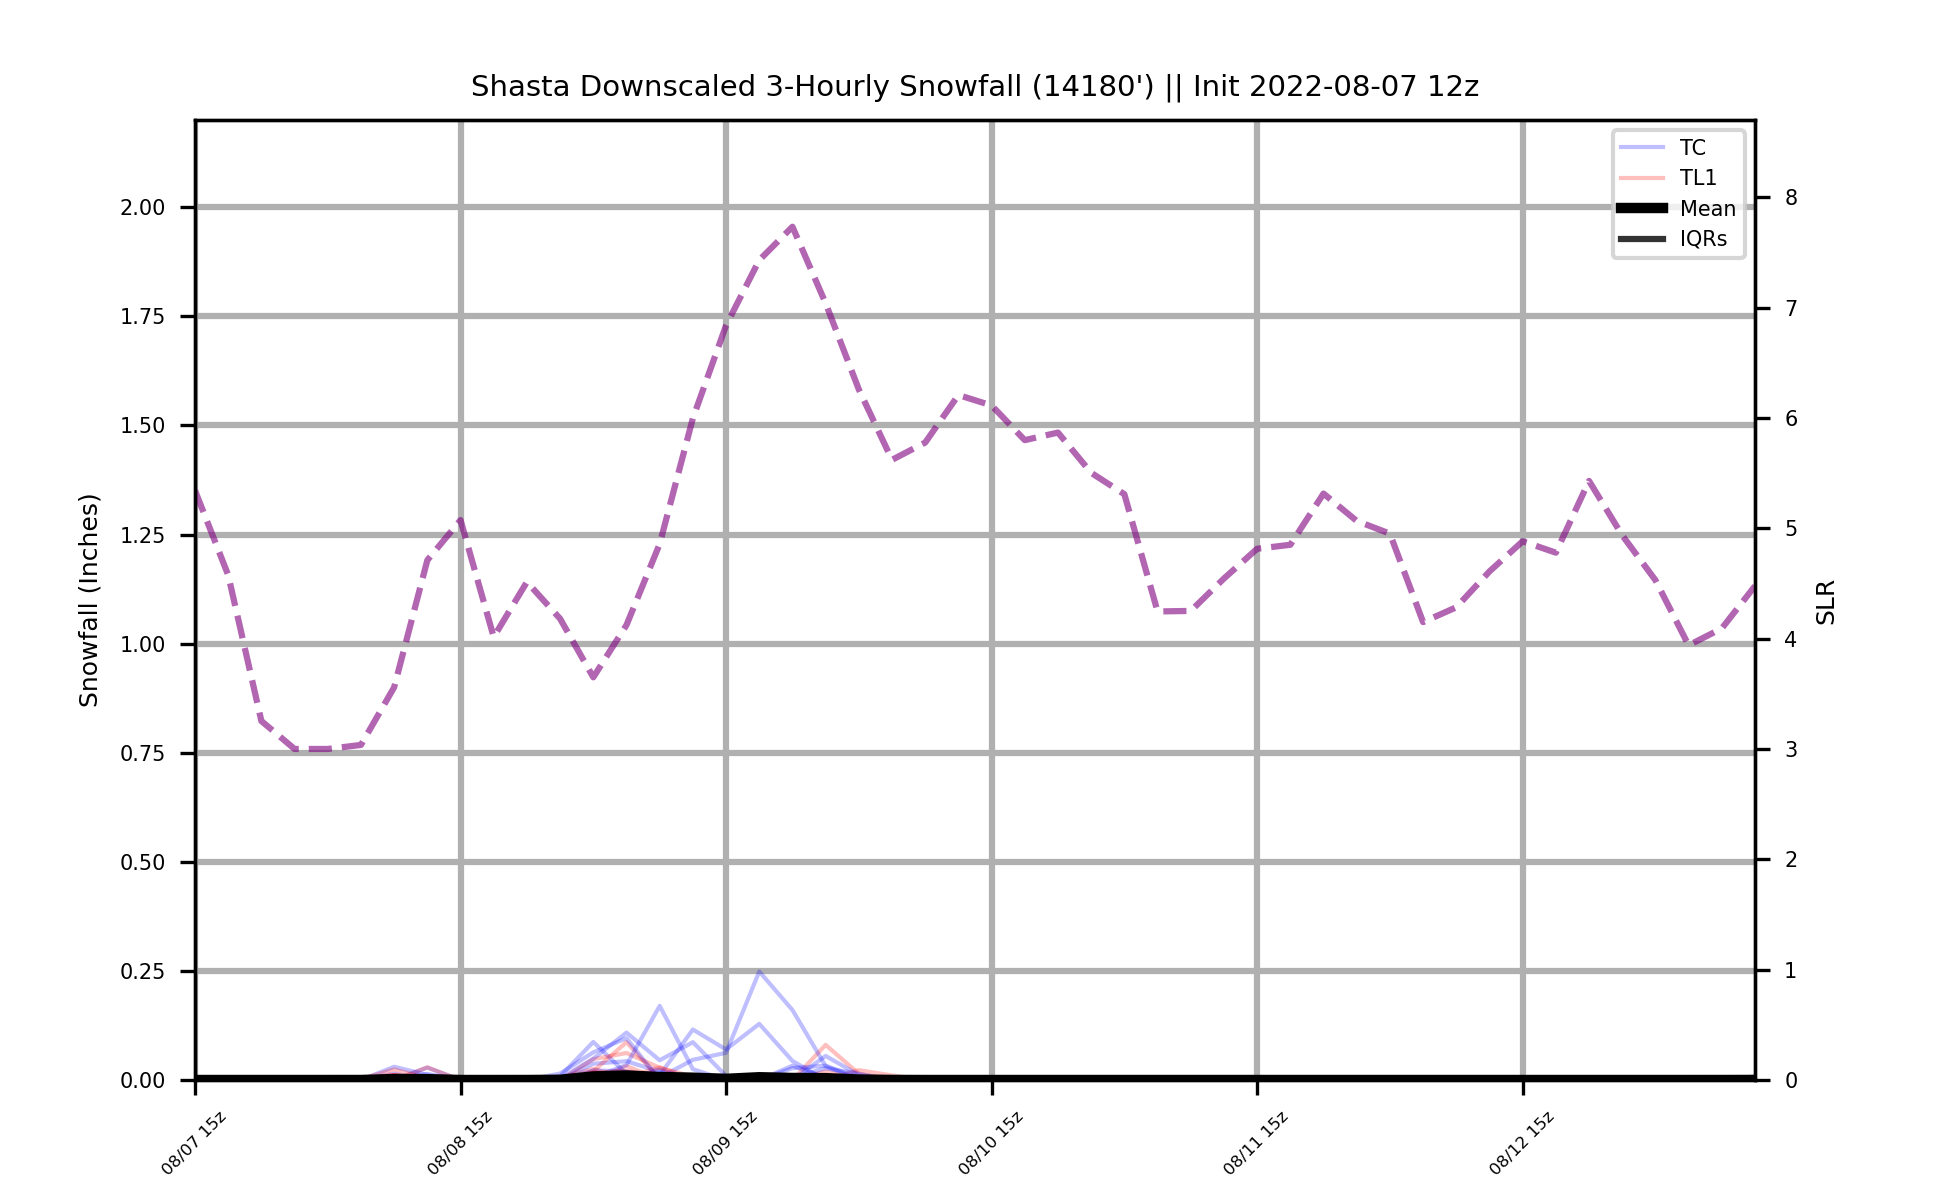 Shasta Downscaled 3-Hourly Snowfall (14180') || Init 2022-08-07 12z
TC
TL1
Mean
IQRs
Snowfall (Inches)
2.00
1.75
1.50
1.25
1.00
0.75
0.50
0.25
0.00
8
7
6
5
4
3
2
1
0
SLR
08/07 15z
08/08 15z
08/09 15z
08/10 15z
08/11 15z
08/12 15z